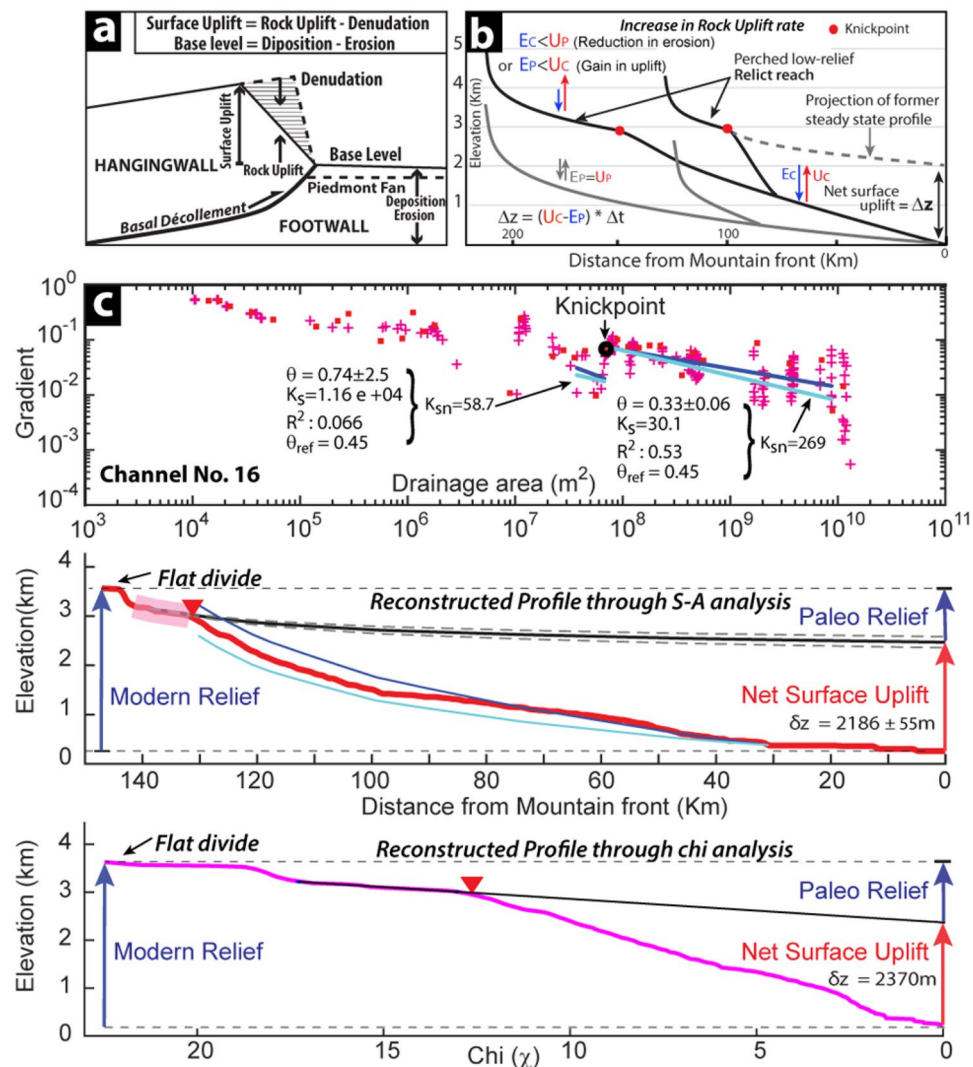 a
Surface Uplift = Rock Uplift - Denudation
Base level = Diposition - Erosion
Denudation
Surface Uplift
HANGINGWALL
Rock Uplift
Base Level
Piedmont Fan
Basal Décollement
Deposition
Erosion
FOOTWALL
b
Increase in Rock Uplift rate
Knickpoint
Ec<UP (Reduction in erosion)
or EP<UC (Gain in uplift)
Perched low-relief
Relict reach
Projection of former
steady state profile
EP=UP
EC UC
Net surface
uplift = Δz
Δz = (UC-EP) * Δt
Elevation (Km)
5
4
3
2
1
200
100
0
Distance from Mountain front (Km)
c
Knickpoint
Gradient
10^0
10^-1
10^-2
10^-3
10^-4
θ = 0.74±2.5
Ks=1.16 e +04
R² : 0.066
θref = 0.45
Ksn=58.7
θ = 0.33±0.06
Ks=30.1
R² : 0.53
θref = 0.45
Ksn=269
Channel No. 16
Drainage area (m²)
10^3 10^4 10^5 10^6 10^7 10^8 10^9 10^10 10^11
Flat divide
Reconstructed Profile through S-A analysis
Paleo Relief
Modern Relief
Net Surface Uplift
δz = 2186 ± 55m
Elevation(km)
4
3
2
1
0
140 120 100 80 60 40 20 0
Distance from Mountain front (Km)
Flat divide
Reconstructed Profile through chi analysis
Paleo Relief
Modern Relief
Net Surface Uplift
δz = 2370m
Elevation (km)
4
3
2
1
0
20 15 10 5 0
Chi (χ)